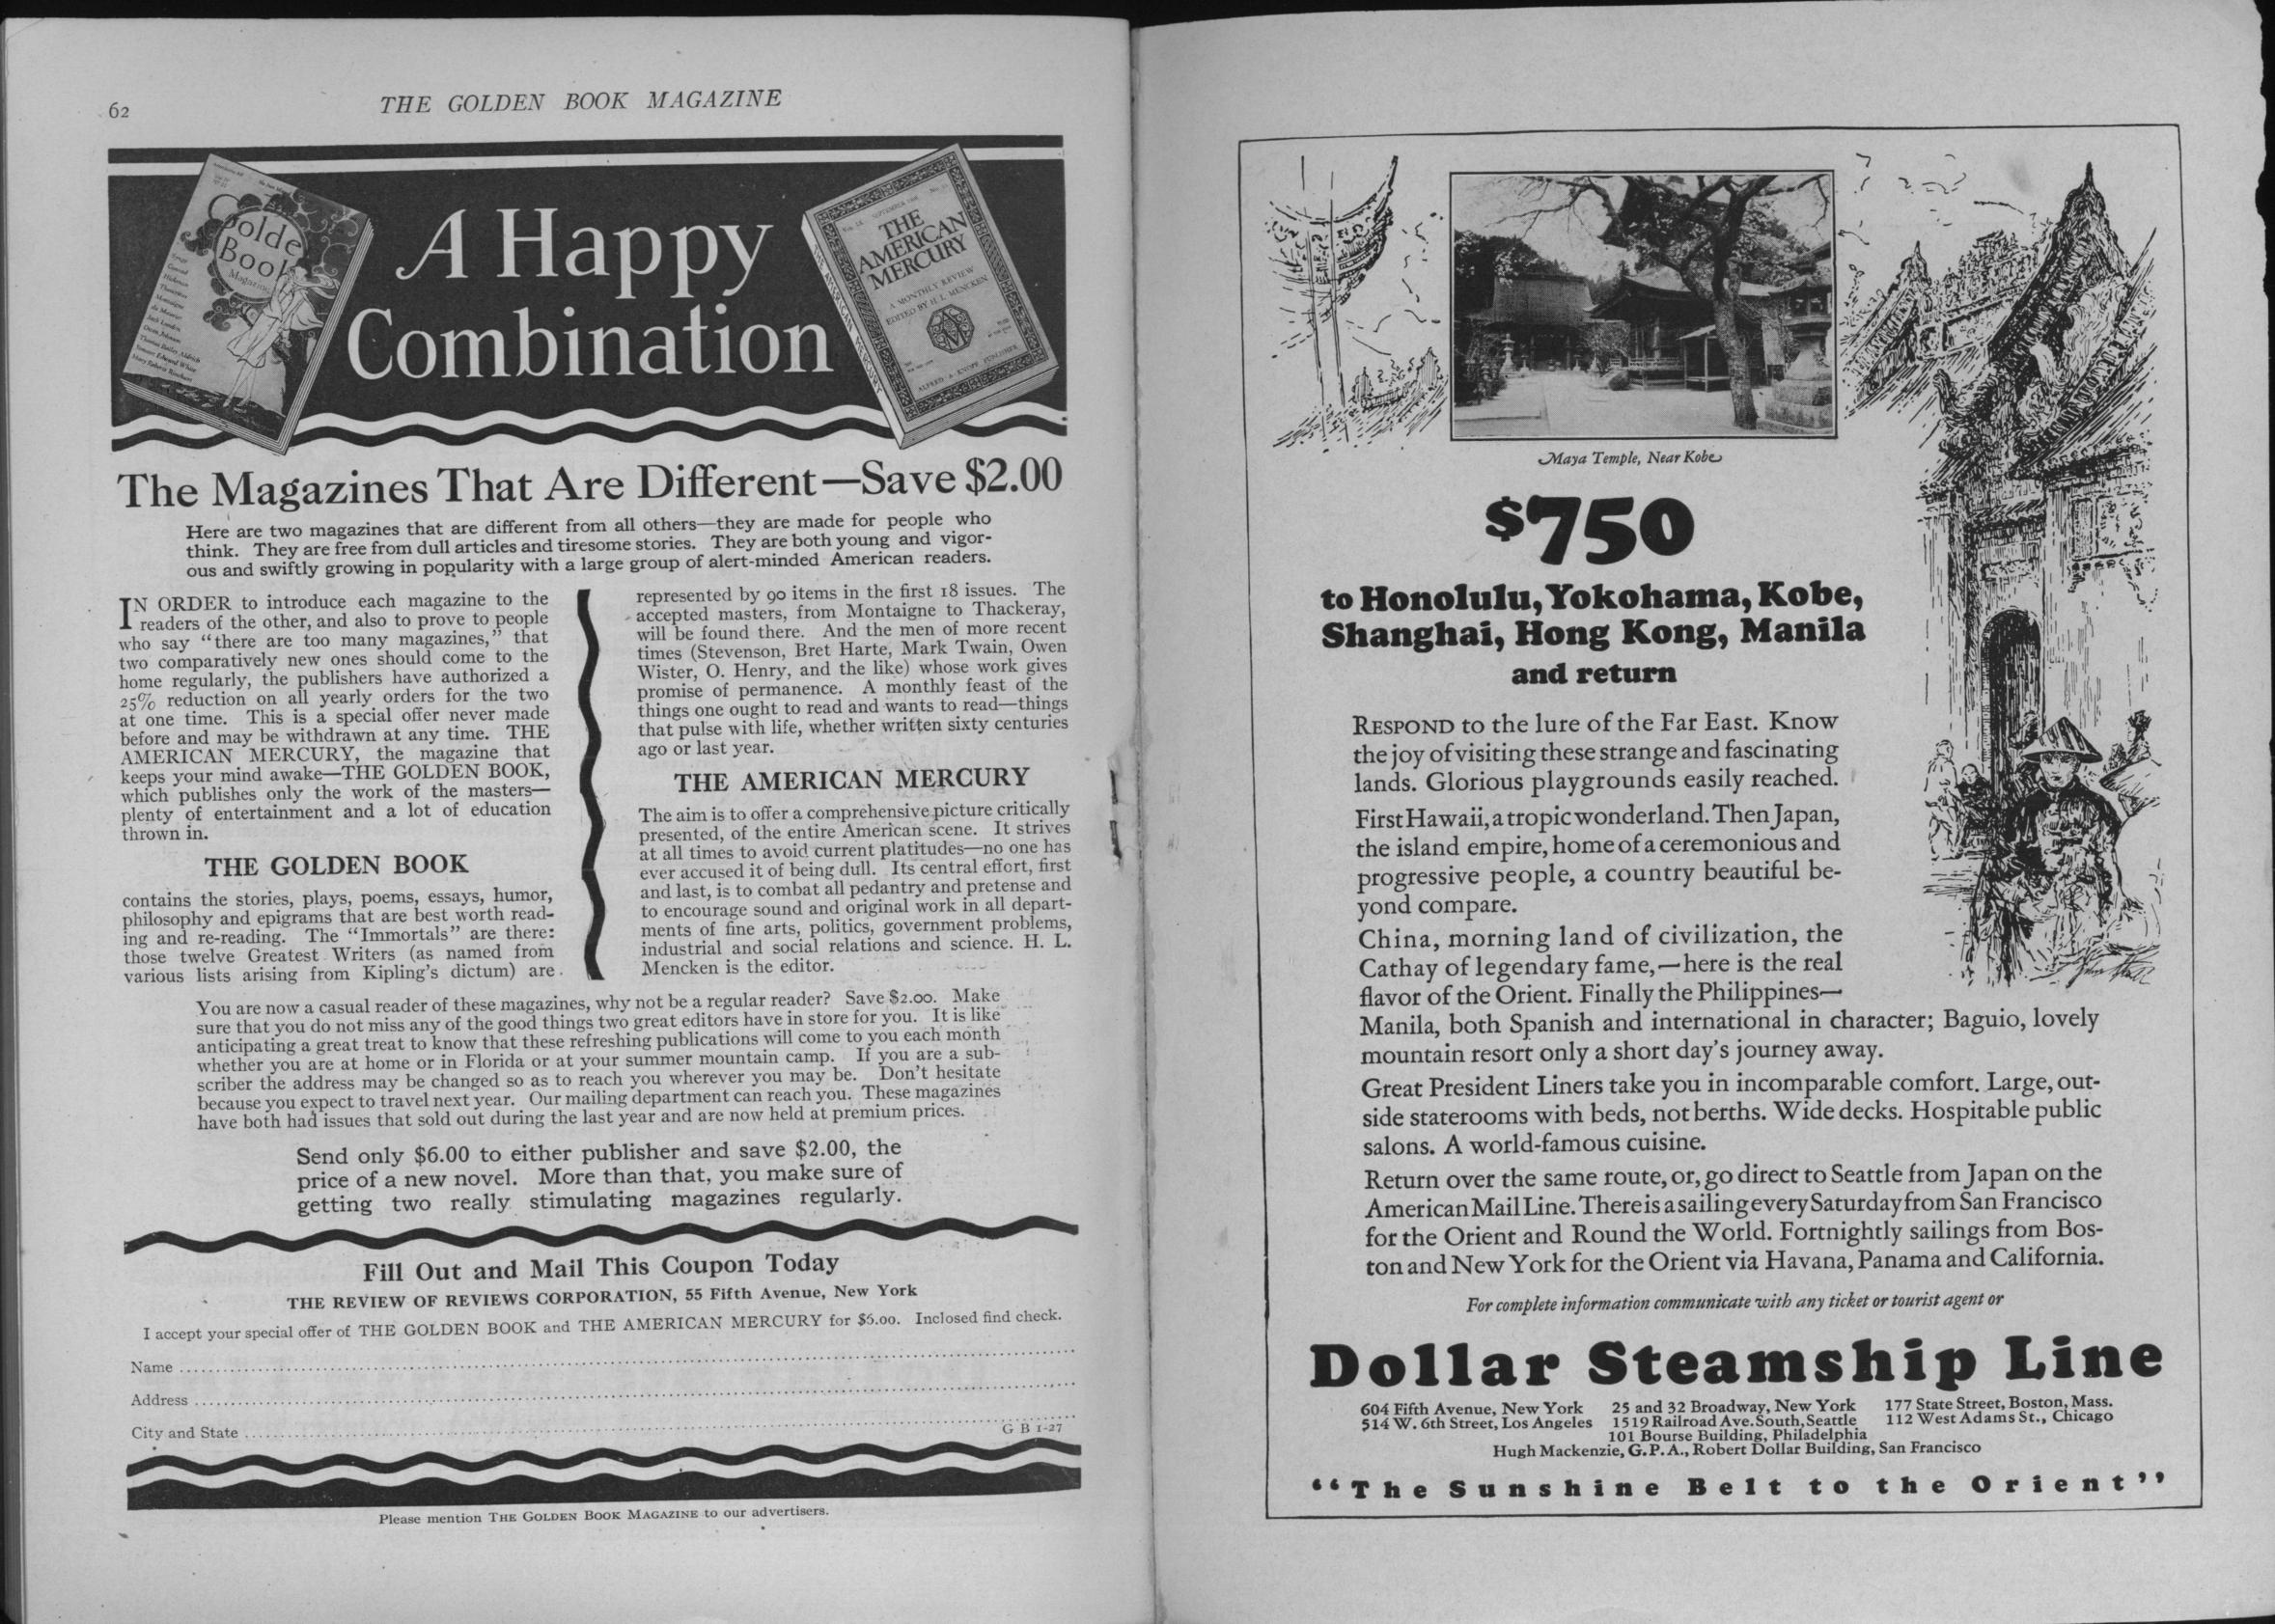 62
THE GOLDEN BOOK MAGAZINE
Golde
Book
Magazine
Conrad
Thackeray
Montaigne
du Maurier
Jack London
Owen Johnson
Thomas Bailey Aldrich
Stewart Edward White
Mary Roberts Rinehart
A Happy
Combination
THE AMERICAN MERCURY
SEPTEMBER
THE
AMERICAN
MERCURY
A MONTHLY REVIEW
EDITED BY H. L. MENCKEN
ALFRED A KNOPF PUBLISHER
The Magazines That Are Different—Save $2.00
Here are two magazines that are different from all others—they are made for people who
think. They are free from dull articles and tiresome stories. They are both young and vigor-
ous and swiftly growing in popularity with a large group of alert-minded American readers.
IN ORDER to introduce each magazine to the
readers of the other, and also to prove to people
who say “there are too many magazines,” that
two comparatively new ones should come to the
home regularly, the publishers have authorized a
25% reduction on all yearly orders for the two
at one time. This is a special offer never made
before and may be withdrawn at any time. THE
AMERICAN MERCURY, the magazine that
keeps your mind awake—THE GOLDEN BOOK,
which publishes only the work of the masters—
plenty of entertainment and a lot of education
thrown in.
THE GOLDEN BOOK
contains the stories, plays, poems, essays, humor,
philosophy and epigrams that are best worth read-
ing and re-reading. The “Immortals” are there:
those twelve Greatest Writers (as named from
various lists arising from Kipling's dictum) are
represented by 90 items in the first 18 issues. The
accepted masters, from Montaigne to Thackeray,
will be found there. And the men of more recent
times (Stevenson, Bret Harte, Mark Twain, Owen
Wister, O. Henry, and the like) whose work gives
promise of permanence. A monthly feast of the
things one ought to read and wants to read—things
that pulse with life, whether written sixty centuries
ago or last year.
THE AMERICAN MERCURY
The aim is to offer a comprehensive picture critically
presented, of the entire American scene. It strives
at all times to avoid current platitudes—no one has
ever accused it of being dull. Its central effort, first
and last, is to combat all pedantry and pretense and
to encourage sound and original work in all depart-
ments of fine arts, politics, government problems,
industrial and social relations and science. H. L.
Mencken is the editor.
You are now a casual reader of these magazines, why not be a regular reader? Save $2.00. Make
sure that you do not miss any of the good things two great editors have in store for you. It is like
anticipating a great treat to know that these refreshing publications will come to you each month
whether you are at home or in Florida or at your summer mountain camp. If you are a sub-
scriber the address may be changed so as to reach you wherever you may be. Don't hesitate
because you expect to travel next year. Our mailing department can reach you. These magazines
have both had issues that sold out during the last year and are now held at premium prices.
Send only $6.00 to either publisher and save $2.00, the
price of a new novel. More than that, you make sure of
getting two really stimulating magazines regularly.
Fill Out and Mail This Coupon Today
THE REVIEW OF REVIEWS CORPORATION, 55 Fifth Avenue, New York
I accept your special offer of THE GOLDEN BOOK and THE AMERICAN MERCURY for $6.00. Inclosed find check.
Name
Address
City and State
G B 1-27
Please mention THE GOLDEN BOOK MAGAZINE to our advertisers.
Maya Temple, Near Kobe
$750
to Honolulu, Yokohama, Kobe,
Shanghai, Hong Kong, Manila
and return
RESPOND to the lure of the Far East. Know
the joy of visiting these strange and fascinating
lands. Glorious playgrounds easily reached.
First Hawaii, a tropic wonderland. Then Japan,
the island empire, home of a ceremonious and
progressive people, a country beautiful be-
yond compare.
China, morning land of civilization, the
Cathay of legendary fame,—here is the real
flavor of the Orient. Finally the Philippines—
Manila, both Spanish and international in character; Baguio, lovely
mountain resort only a short day's journey away.
Great President Liners take you in incomparable comfort. Large, out-
side staterooms with beds, not berths. Wide decks. Hospitable public
salons. A world-famous cuisine.
Return over the same route, or, go direct to Seattle from Japan on the
American Mail Line. There is a sailing every Saturday from San Francisco
for the Orient and Round the World. Fortnightly sailings from Bos-
ton and New York for the Orient via Havana, Panama and California.
For complete information communicate with any ticket or tourist agent or
Dollar Steamship Line
604 Fifth Avenue, New York 25 and 32 Broadway, New York 177 State Street, Boston, Mass.
514 W. 6th Street, Los Angeles 1519 Railroad Ave. South, Seattle 112 West Adams St., Chicago
101 Bourse Building, Philadelphia
Hugh Mackenzie, G.P.A., Robert Dollar Building, San Francisco
“The Sunshine Belt to the Orient”